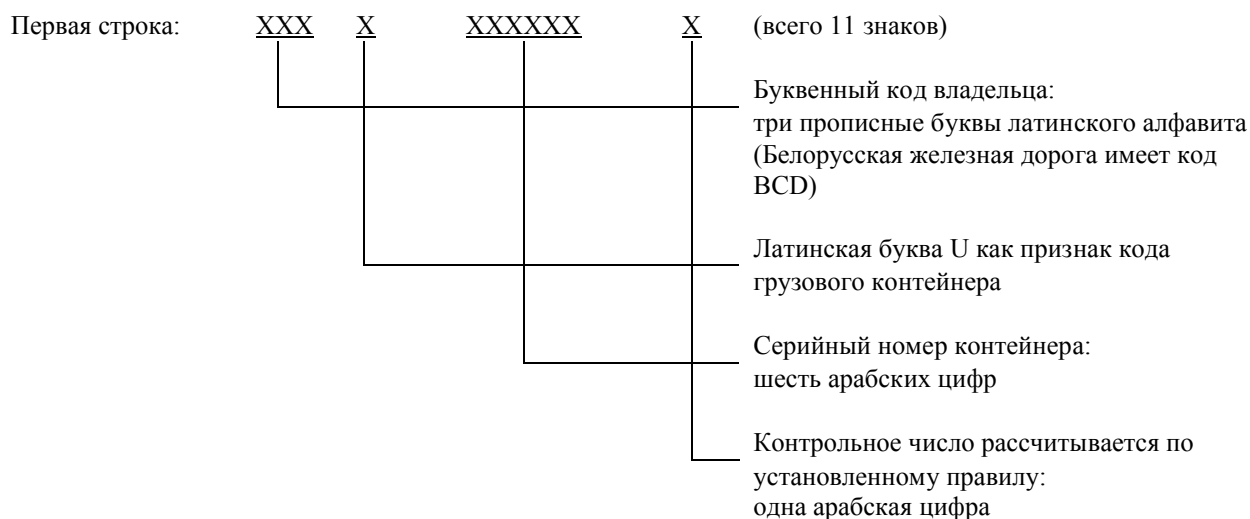 Первая строка: XXX X XXXXXX X (всего 11 знаков)
Буквенный код владельца:
три прописные буквы латинского алфавита
(Белорусская железная дорога имеет код
BCD)
Латинская буква U как признак кода
грузового контейнера
Серийный номер контейнера:
шесть арабских цифр
Контрольное число рассчитывается по
установленному правилу:
одна арабская цифра